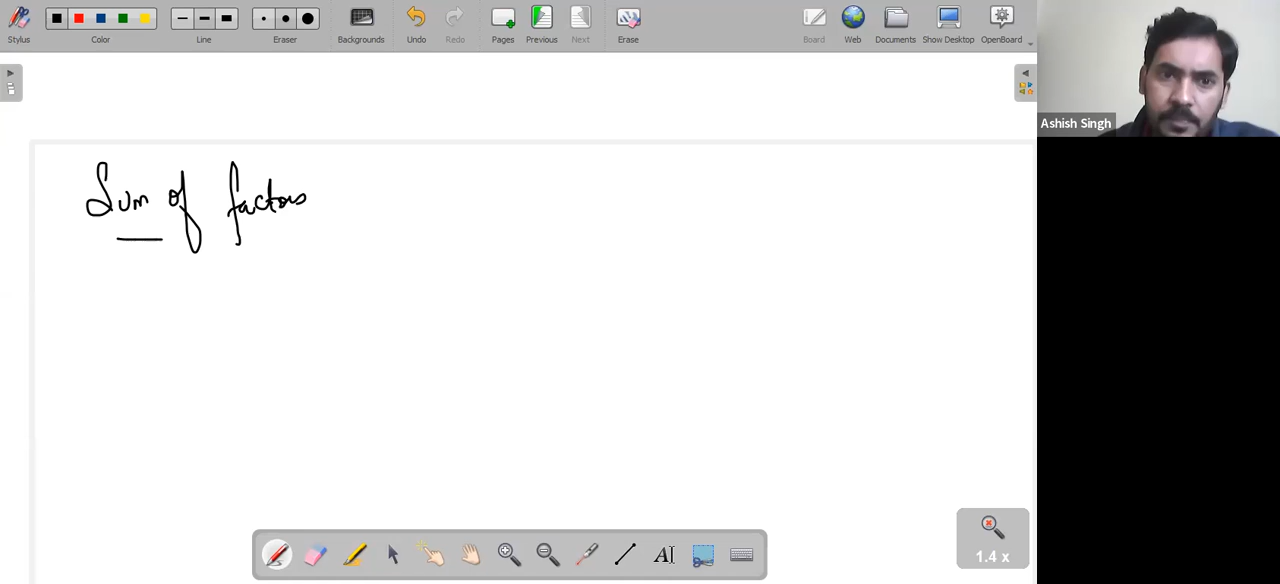 Stylus
Color
Line
Eraser
Backgrounds
Undo
Redo
Pages
Previous
Next
Erase
Board
Web
Documents
Show Desktop
OpenBoard
Ashish Singh
Sum of factors
A
1.4 x